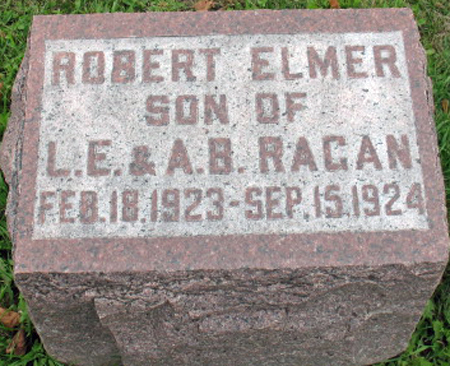 ROBERT ELMER
SON OF
L.E. & A.B. RAGAN
FEB.18.1923-SEP.15.1924